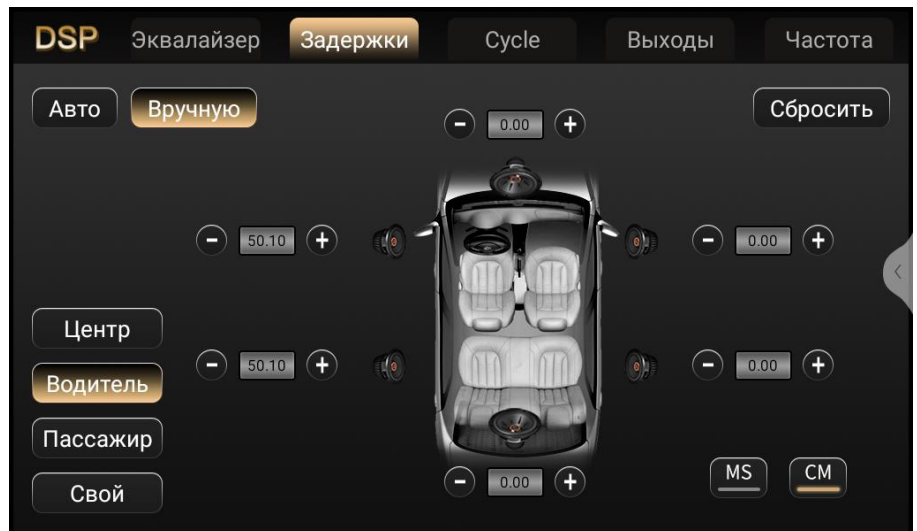 DSP Эквалайзер Задержки Cycle Выходы Частота
Авто Вручную - 0.00 + Сбросить
- 50.10 + - 0.00 +
Центр
- 50.10 + - 0.00 +
Водитель
Пассажир
MS CM
Свой - 0.00 +